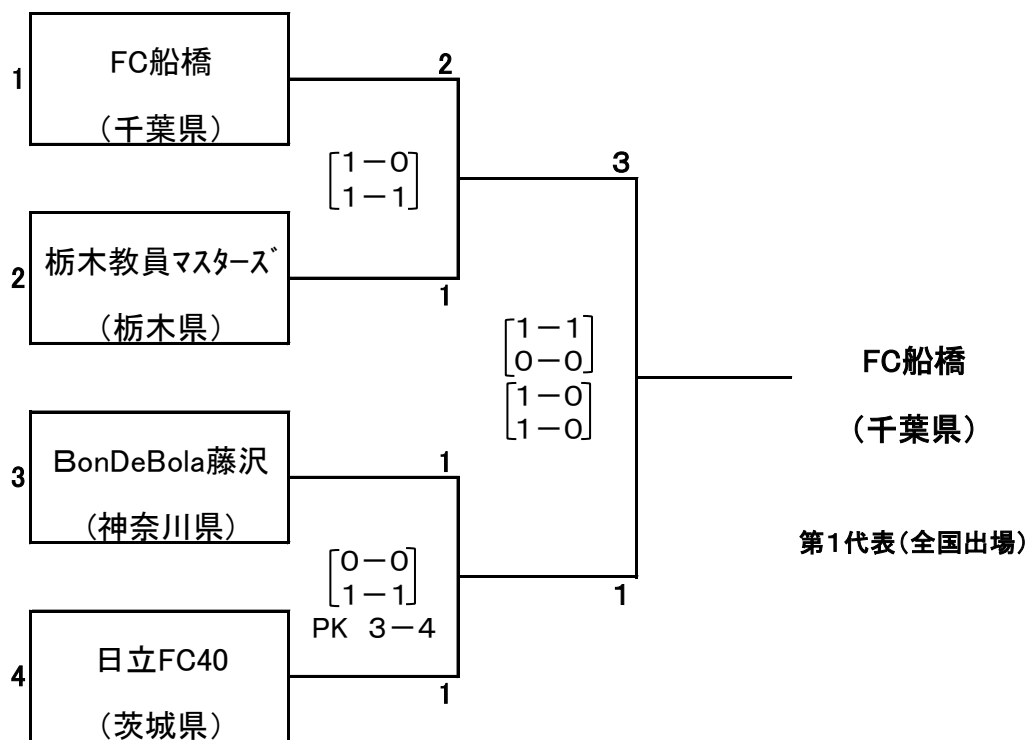 1
FC船橋
(千葉県)
2
[1-0]
[1-1]
2
栃木教員マスターズ
(栃木県)
1
3
[1-1]
[0-0]
[1-0]
[1-0]
FC船橋
(千葉県)
第1代表(全国出場)
3
BonDeBola藤沢
(神奈川県)
1
[0-0]
[1-1]
PK 3-4
1
4
日立FC40
(茨城県)
1